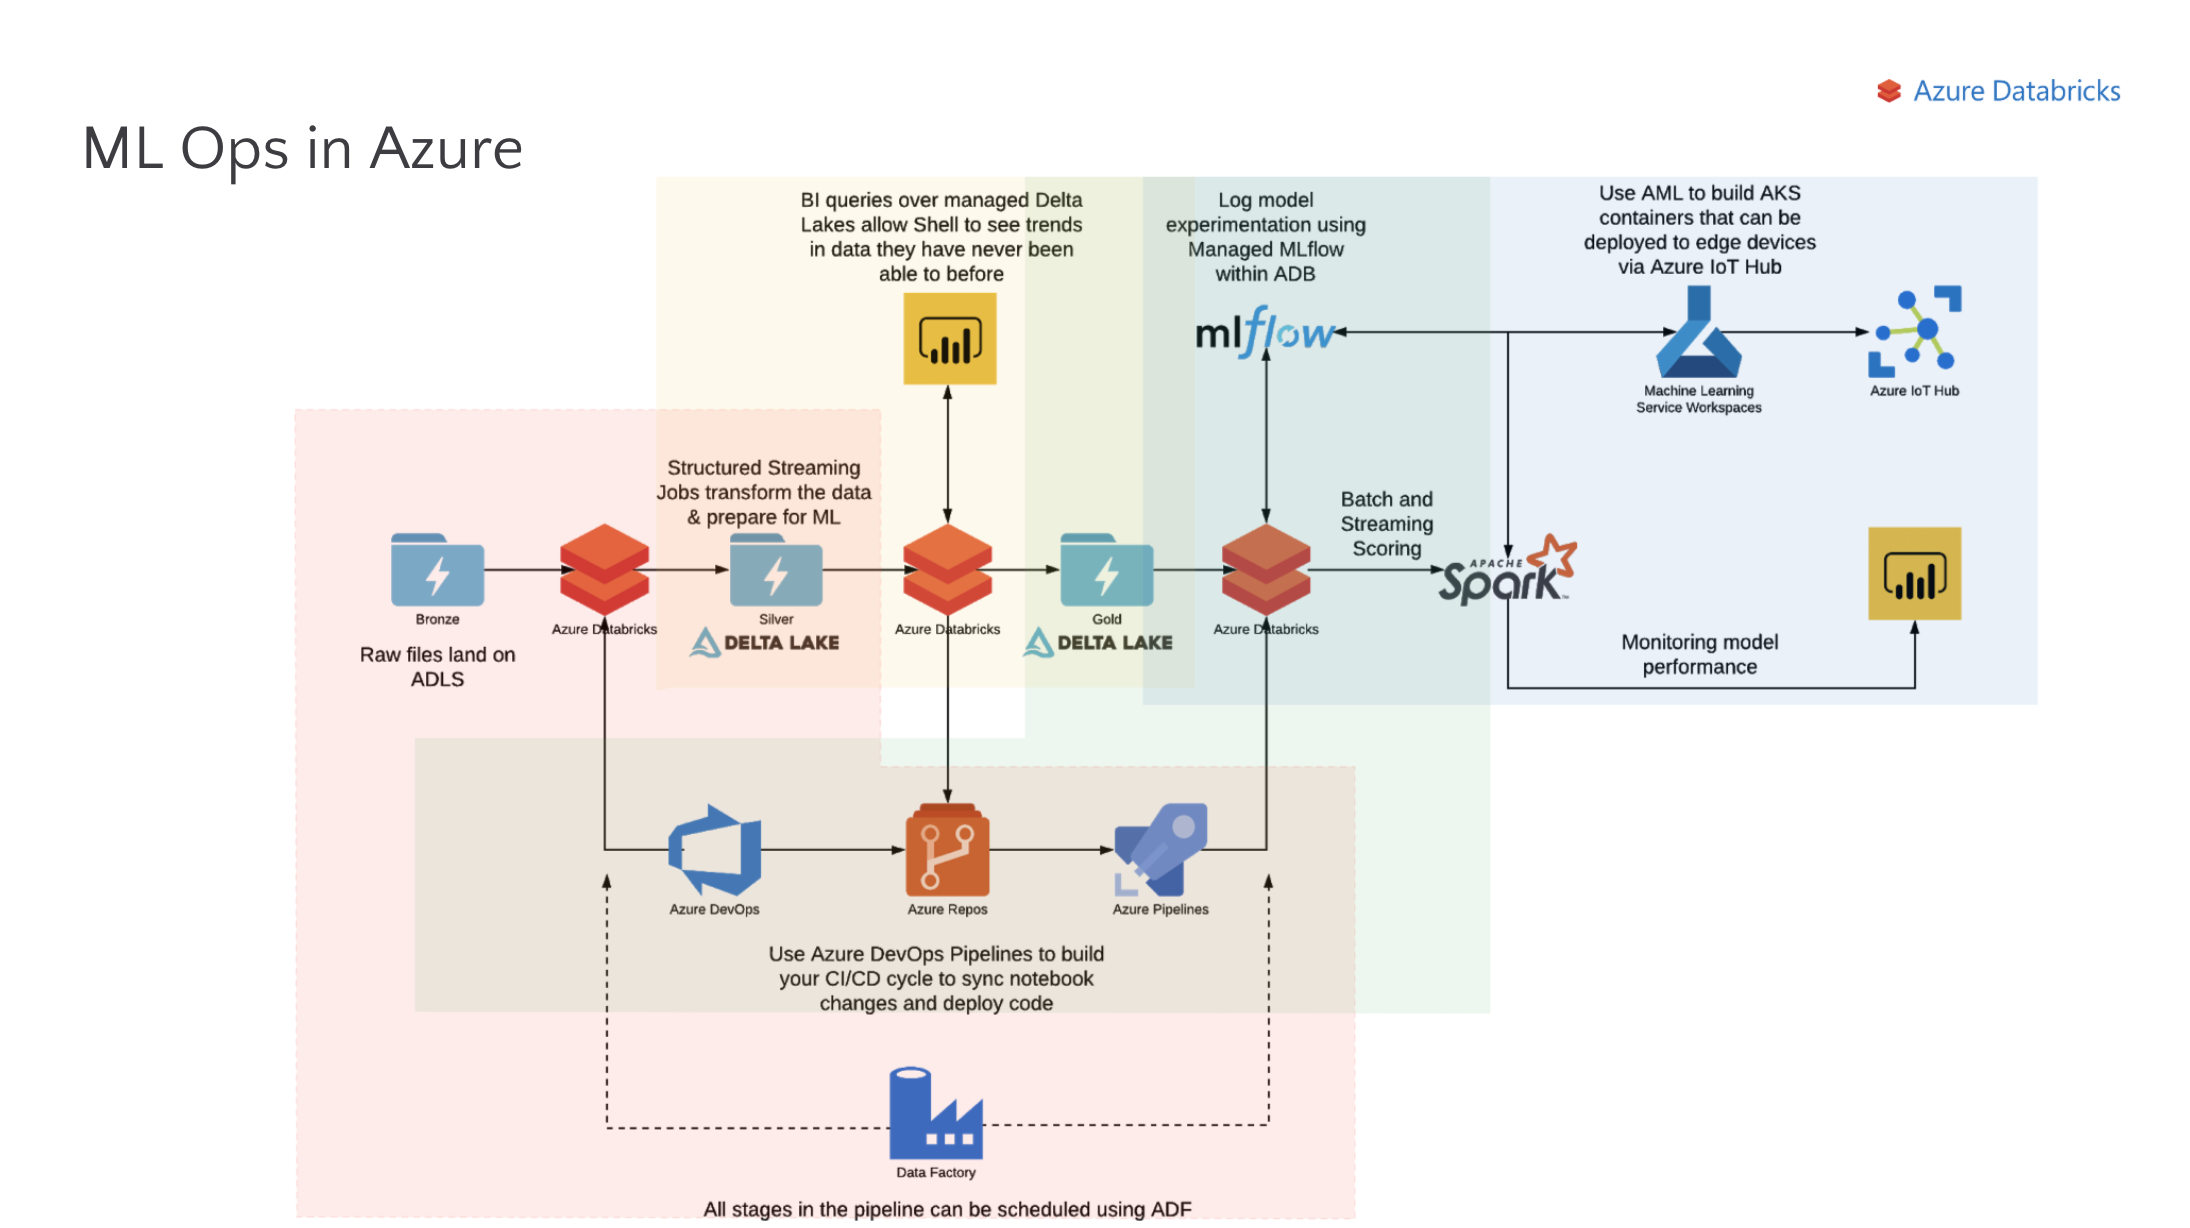 Azure Databricks
ML Ops in Azure
BI queries over managed Delta
Lakes allow Shell to see trends
in data they have never been
able to before
Log model
experimentation using
Managed MLflow
within ADB
Use AML to build AKS
containers that can be
deployed to edge devices
via Azure IoT Hub
mlflow
Machine Learning
Service Workspaces
Azure IoT Hub
Structured Streaming
Jobs transform the data
& prepare for ML
Batch and
Streaming
Scoring
Bronze
Raw files land on
ADLS
Azure Databricks
Silver
DELTA LAKE
Azure Databricks
Gold
DELTA LAKE
Azure Databricks
APACHE
Spark
Monitoring model
performance
Azure DevOps
Azure Repos
Azure Pipelines
Use Azure DevOps Pipelines to build
your CI/CD cycle to sync notebook
changes and deploy code
Data Factory
All stages in the pipeline can be scheduled using ADF